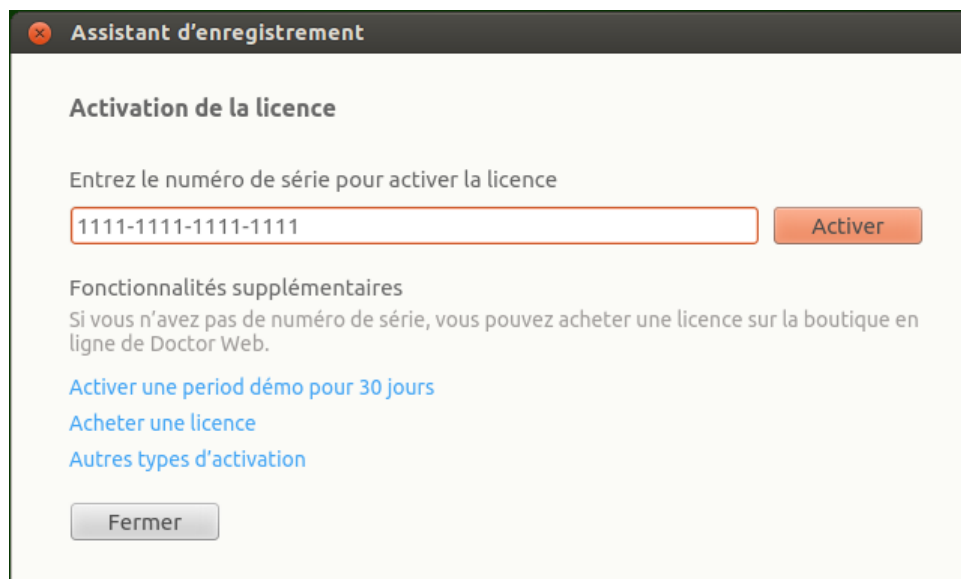 Assistant d’enregistrement
Activation de la licence
Entrez le numéro de série pour activer la licence
1111-1111-1111-1111
Activer
Fonctionnalités supplémentaires
Si vous n’avez pas de numéro de série, vous pouvez acheter une licence sur la boutique en
ligne de Doctor Web.
Activer une period démo pour 30 jours
Acheter une licence
Autres types d’activation
Fermer